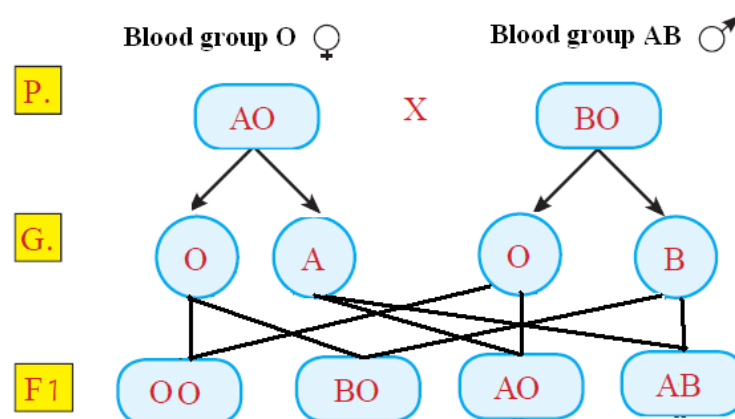 Blood group O ♀ Blood group AB ♂
P. AO X BO
G. O A O B
F1 OO BO AO AB